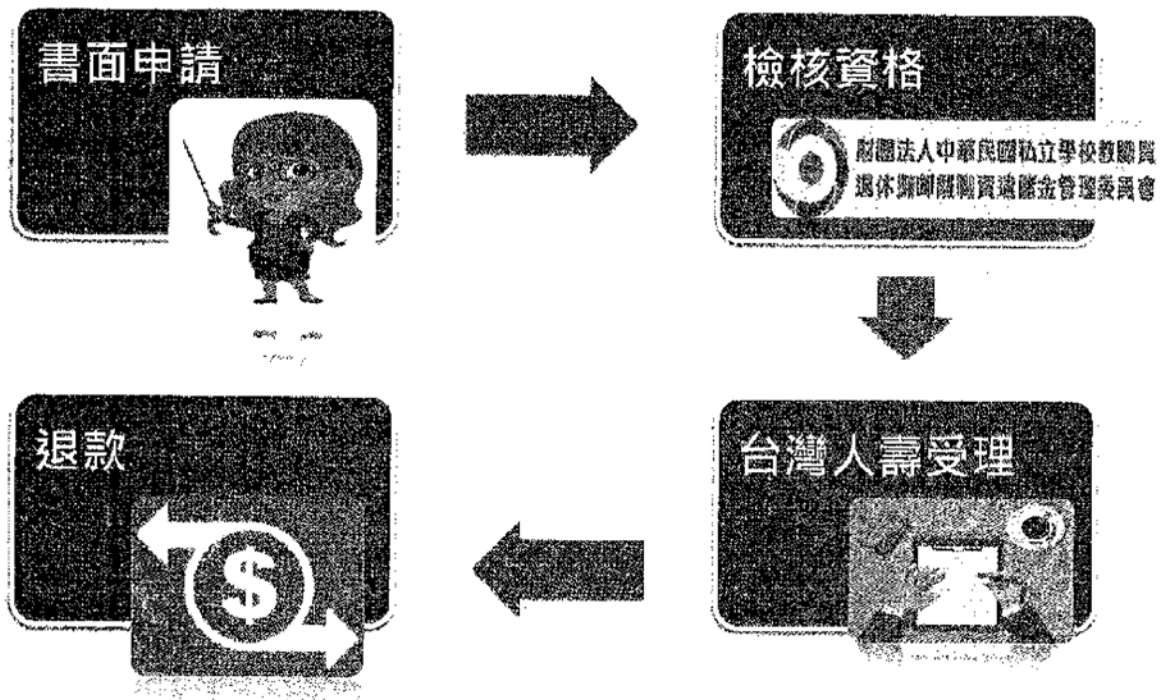 書面申請
檢核資格
財團法人中華民國私立學校教職員
退休撫卹離職資遣儲金管理委員會
台灣人壽受理
退款
$